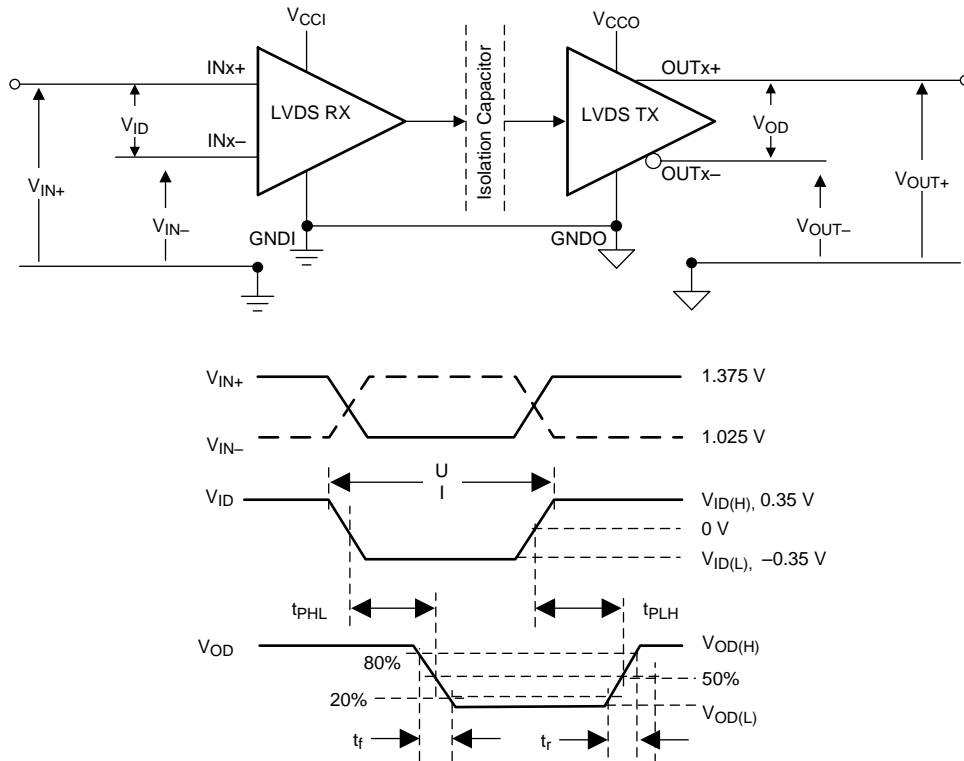 VCCI
VCCO
INx+
OUTx+
LVDS RX
Isolation Capacitor
LVDS TX
VID
VOD
INx–
OUTx–
VIN+
VIN–
VOUT–
VOUT+
GNDI
GNDO
VIN+
1.375 V
VIN–
1.025 V
U
I
VID
VID(H), 0.35 V
0 V
VID(L), –0.35 V
tPHL
tPLH
VOD
VOD(H)
80%
50%
20%
VOD(L)
tf
tr